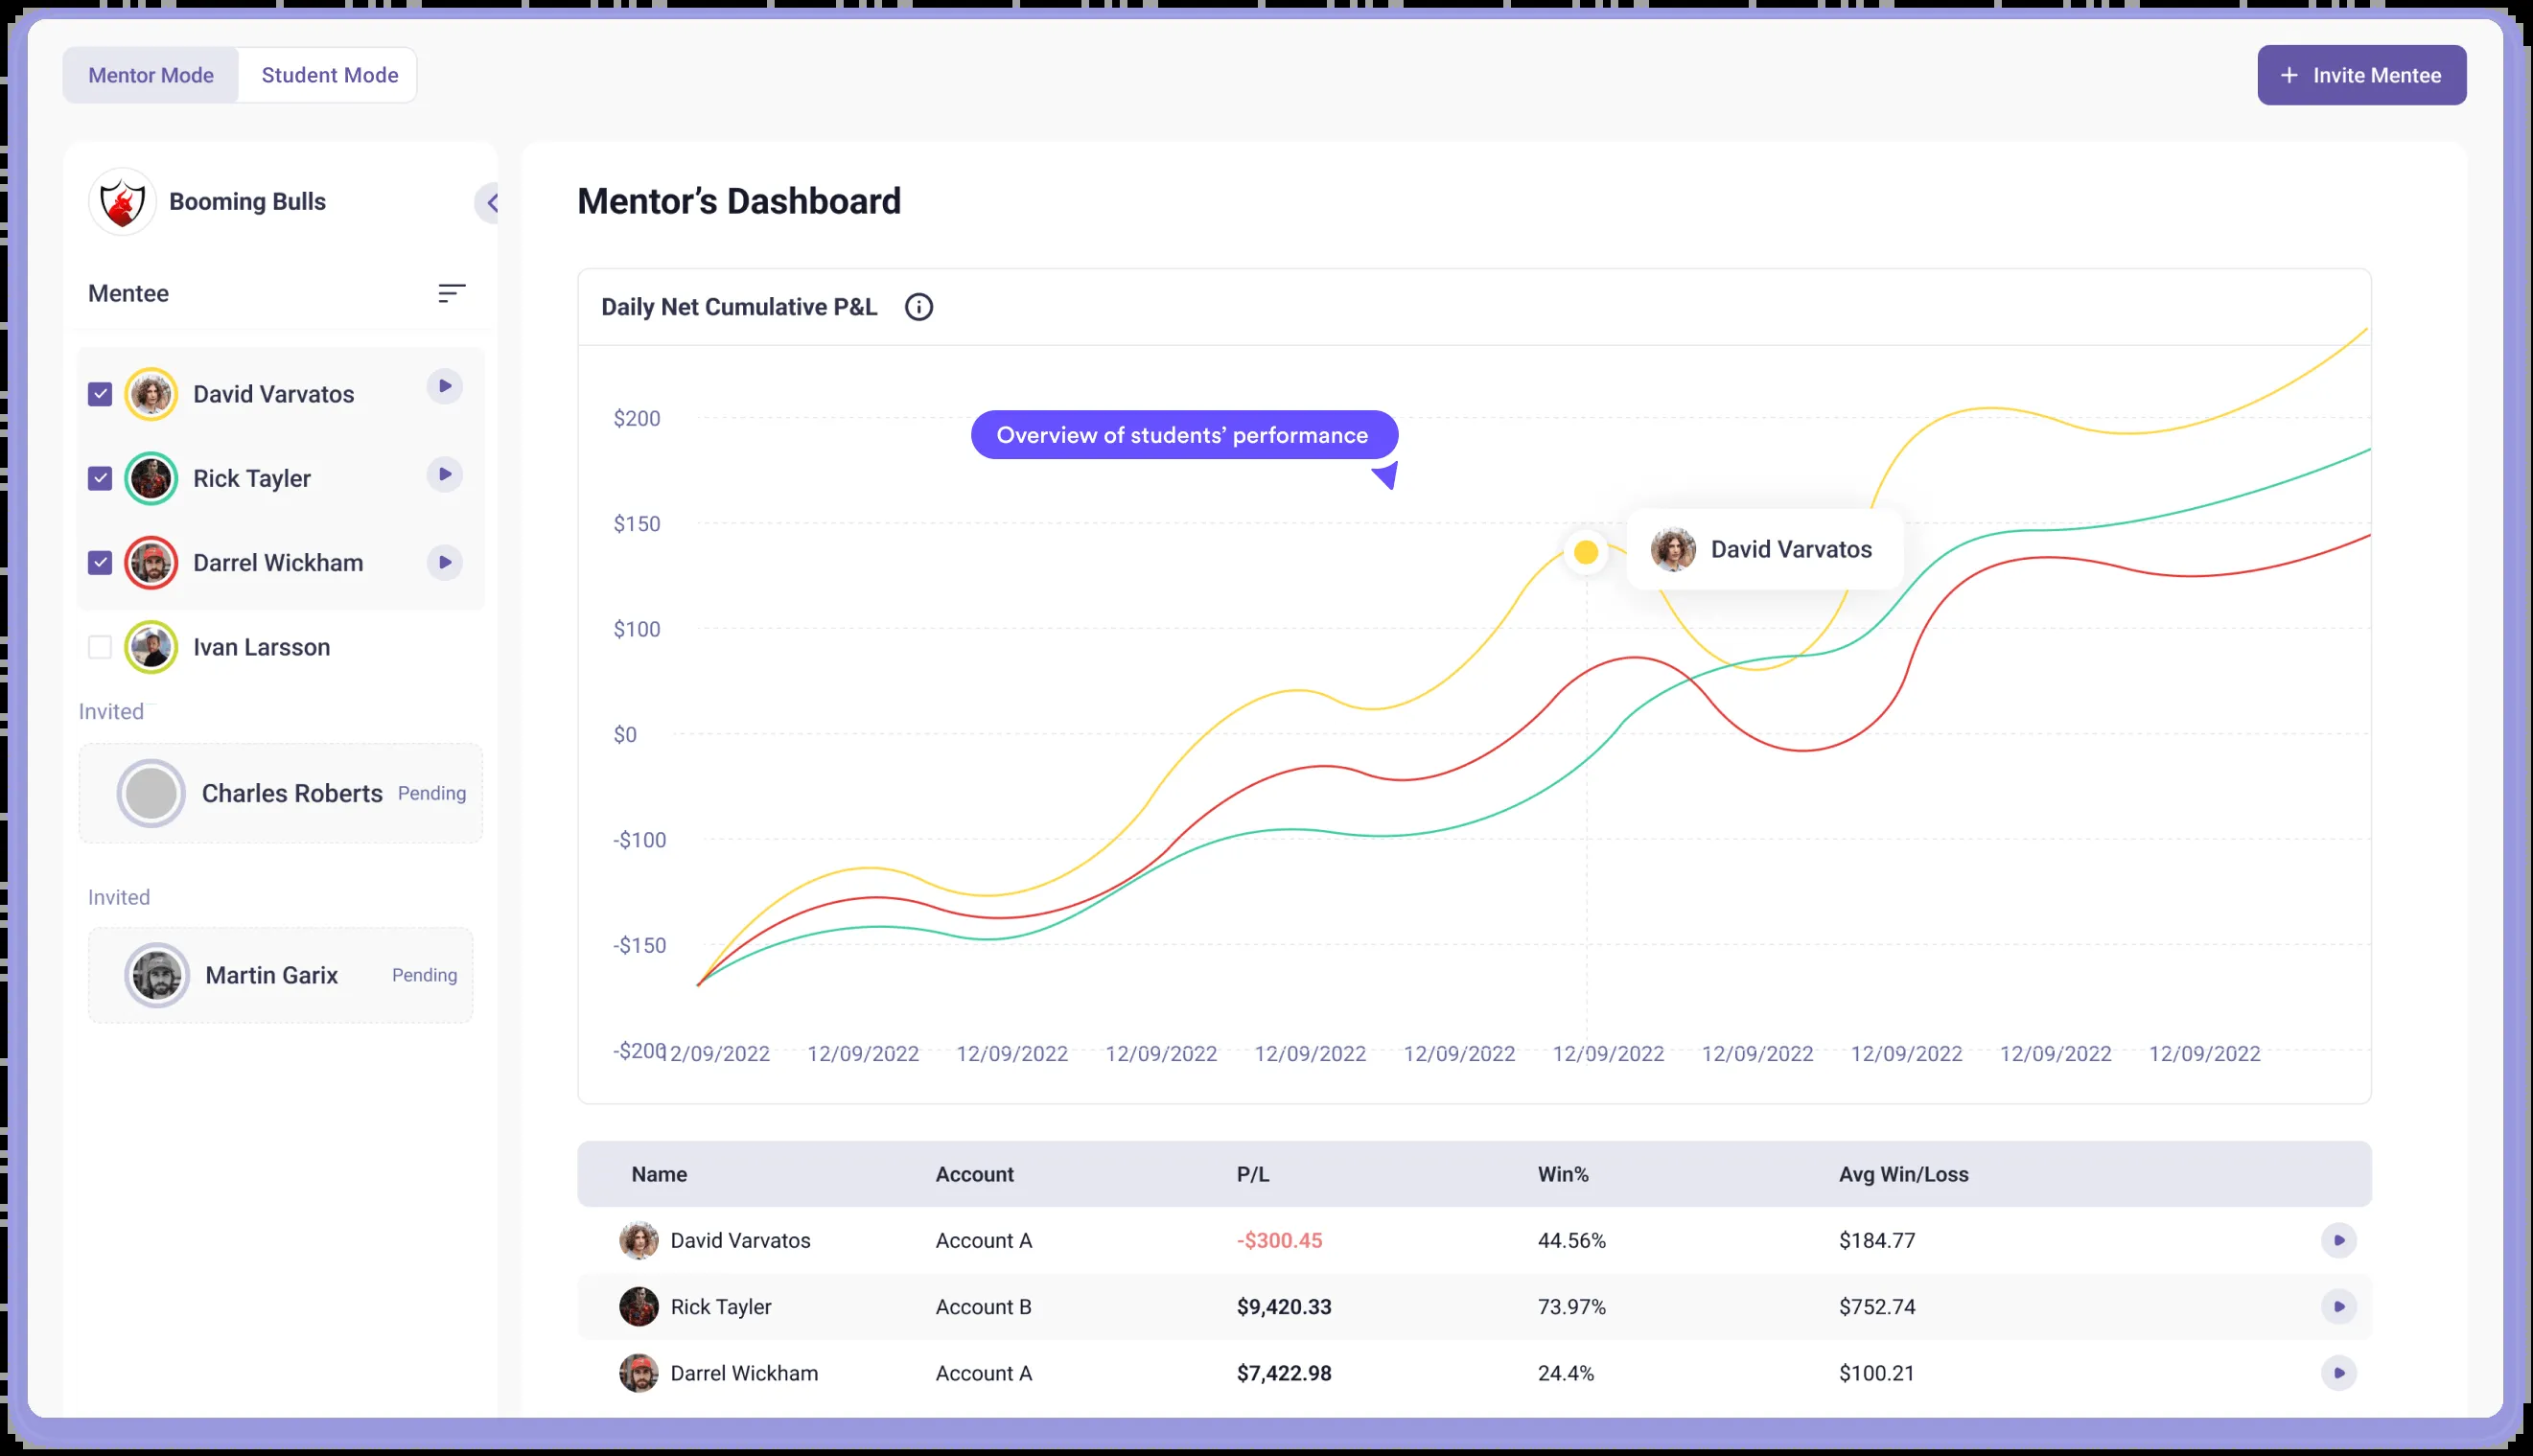 Mentor Mode
Student Mode
+ Invite Mentee
Booming Bulls
Mentee
David Varvatos
Rick Tayler
Darrel Wickham
Ivan Larsson
Invited
Charles Roberts Pending
Invited
Martin Garix Pending
Mentor’s Dashboard
Daily Net Cumulative P&L
Overview of students’ performance
David Varvatos
$200
$150
$100
$0
-$100
-$150
-$200
12/09/2022 12/09/2022 12/09/2022 12/09/2022 12/09/2022 12/09/2022 12/09/2022 12/09/2022 12/09/2022 12/09/2022 12/09/2022
Name Account P/L Win% Avg Win/Loss
David Varvatos Account A -$300.45 44.56% $184.77
Rick Tayler Account B $9,420.33 73.97% $752.74
Darrel Wickham Account A $7,422.98 24.4% $100.21